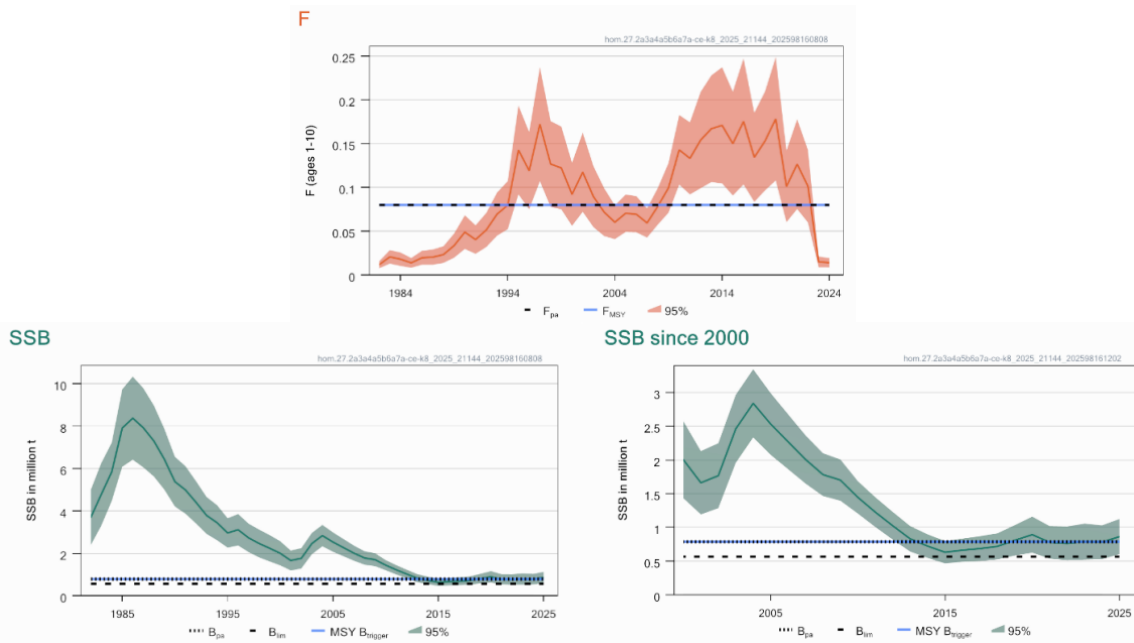 F
hom.27.2a3a4a5b6a7a-ce-k8_2025_21144_202598160808
F (ages 1-10)
0.25
0.2
0.15
0.1
0.05
0
1984
1994
2004
2014
2024
Fpa
FMSY
95%
SSB
hom.27.2a3a4a5b6a7a-ce-k8_2025_21144_202598160808
SSB in million t
10
8
6
4
2
0
1985
1995
2005
2015
2025
Bpa
Blim
MSY Btrigger
95%
SSB since 2000
hom.27.2a3a4a5b6a7a-ce-k8_2025_21144_202598161202
SSB in million t
3
2.5
2
1.5
1
0.5
0
2005
2015
2025
Bpa
Blim
MSY Btrigger
95%